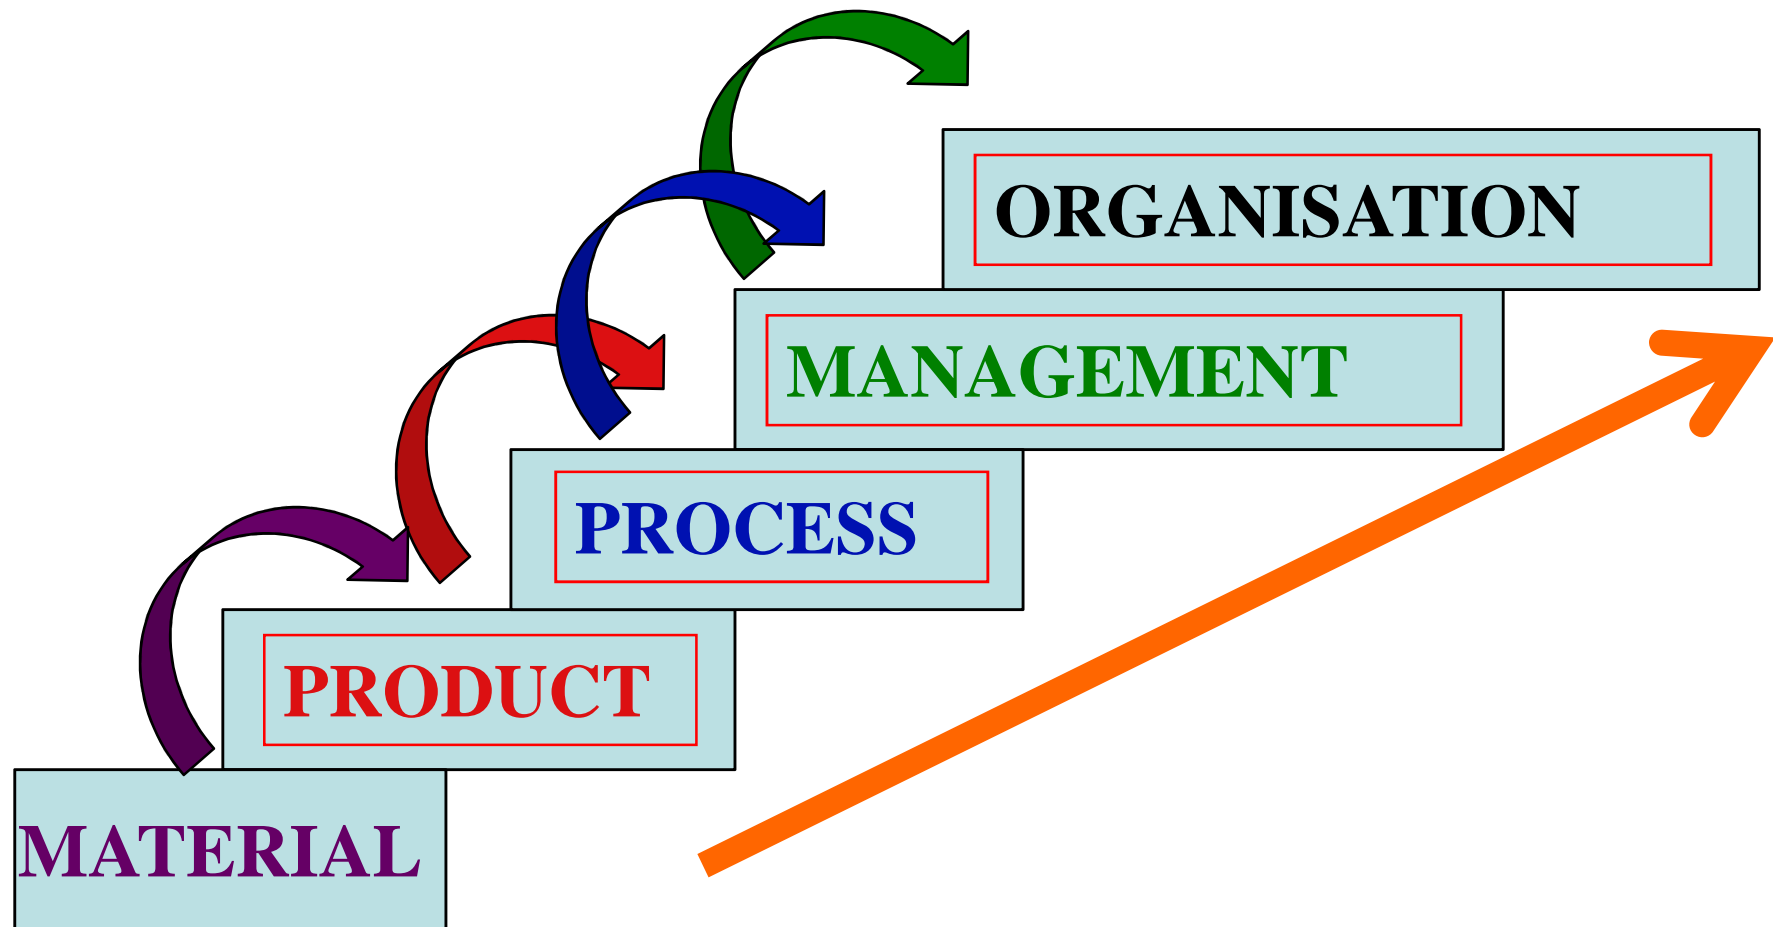 ORGANISATION
MANAGEMENT
PROCESS
PRODUCT
MATERIAL